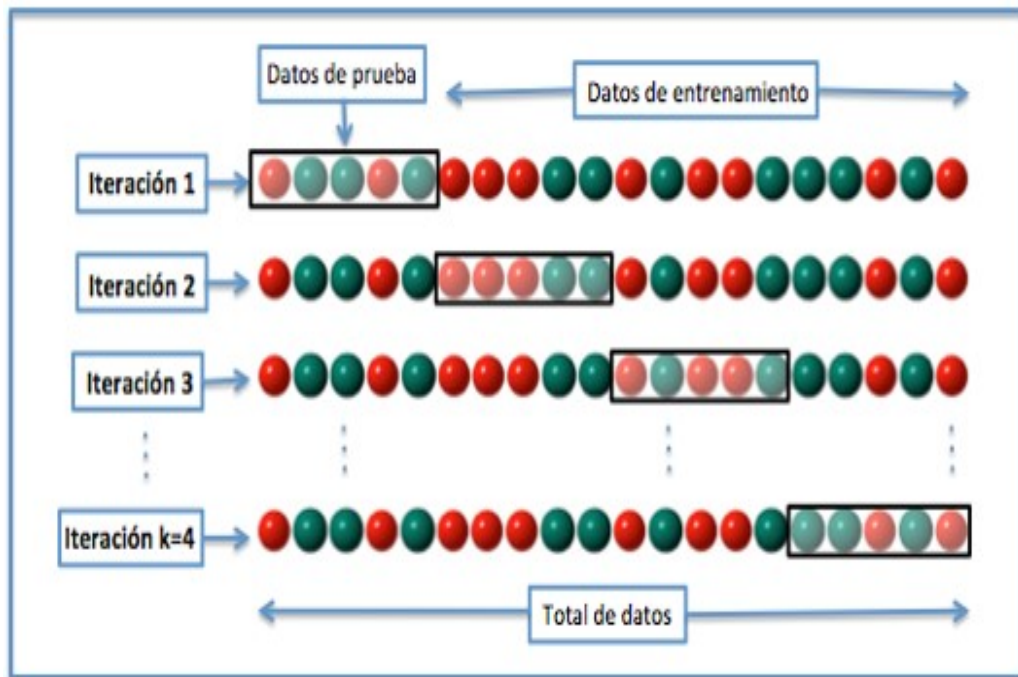 Datos de prueba
Datos de entrenamiento
Iteración 1
Iteración 2
Iteración 3
Iteración k=4
Total de datos